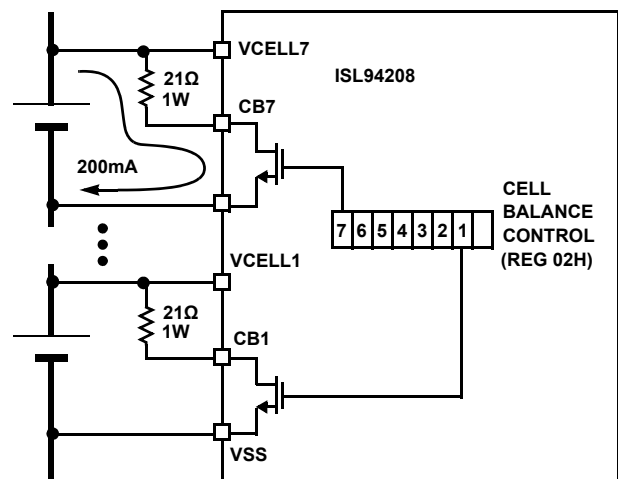 VCELL7
21Ω
1W
ISL94208
CB7
200mA
CELL
BALANCE
CONTROL
(REG 02H)
7 6 5 4 3 2 1
VCELL1
21Ω
1W
CB1
VSS